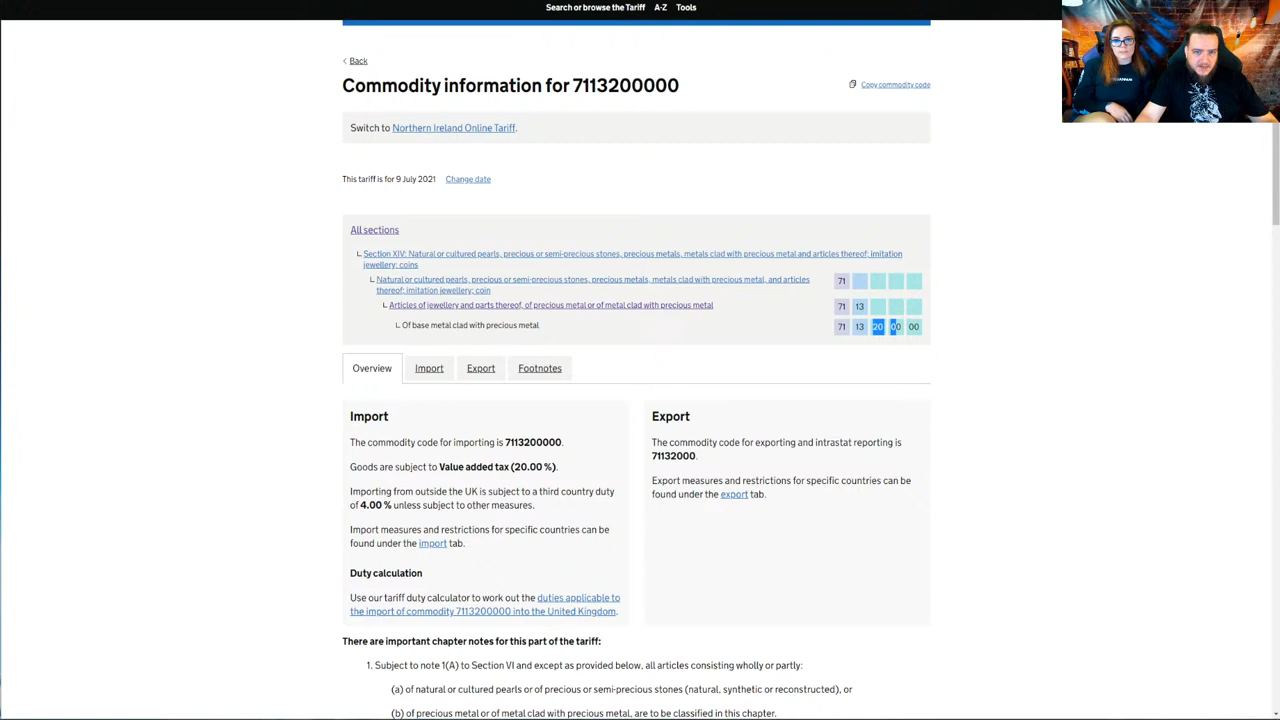 Search or browse the Tariff A-Z Tools
Back
Commodity information for 7113200000
Copy commodity code
Switch to Northern Ireland Online Tariff.
This tariff is for 9 July 2021 Change date
All sections
Section XIV: Natural or cultured pearls, precious or semi-precious stones, precious metals, metals clad with precious metal and articles thereof; imitation
jewellery; coins
Natural or cultured pearls, precious or semi-precious stones, precious metals, metals clad with precious metal, and articles
thereof; imitation jewellery; coin
71
Articles of jewellery and parts thereof, of precious metal or of metal clad with precious metal
71 13
Of base metal clad with precious metal
71 13 20 00 00
Overview Import Export Footnotes
Import
The commodity code for importing is 7113200000.
Goods are subject to Value added tax (20.00 %).
Importing from outside the UK is subject to a third country duty
of 4.00 % unless subject to other measures.
Import measures and restrictions for specific countries can be
found under the import tab.
Duty calculation
Use our tariff duty calculator to work out the duties applicable to
the import of commodity 7113200000 into the United Kingdom.
Export
The commodity code for exporting and intrastat reporting is
71132000.
Export measures and restrictions for specific countries can be
found under the export tab.
There are important chapter notes for this part of the tariff:
1. Subject to note 1(A) to Section VI and except as provided below, all articles consisting wholly or partly:
(a) of natural or cultured pearls or of precious or semi-precious stones (natural, synthetic or reconstructed), or
(b) of precious metal or of metal clad with precious metal, are to be classified in this chapter.